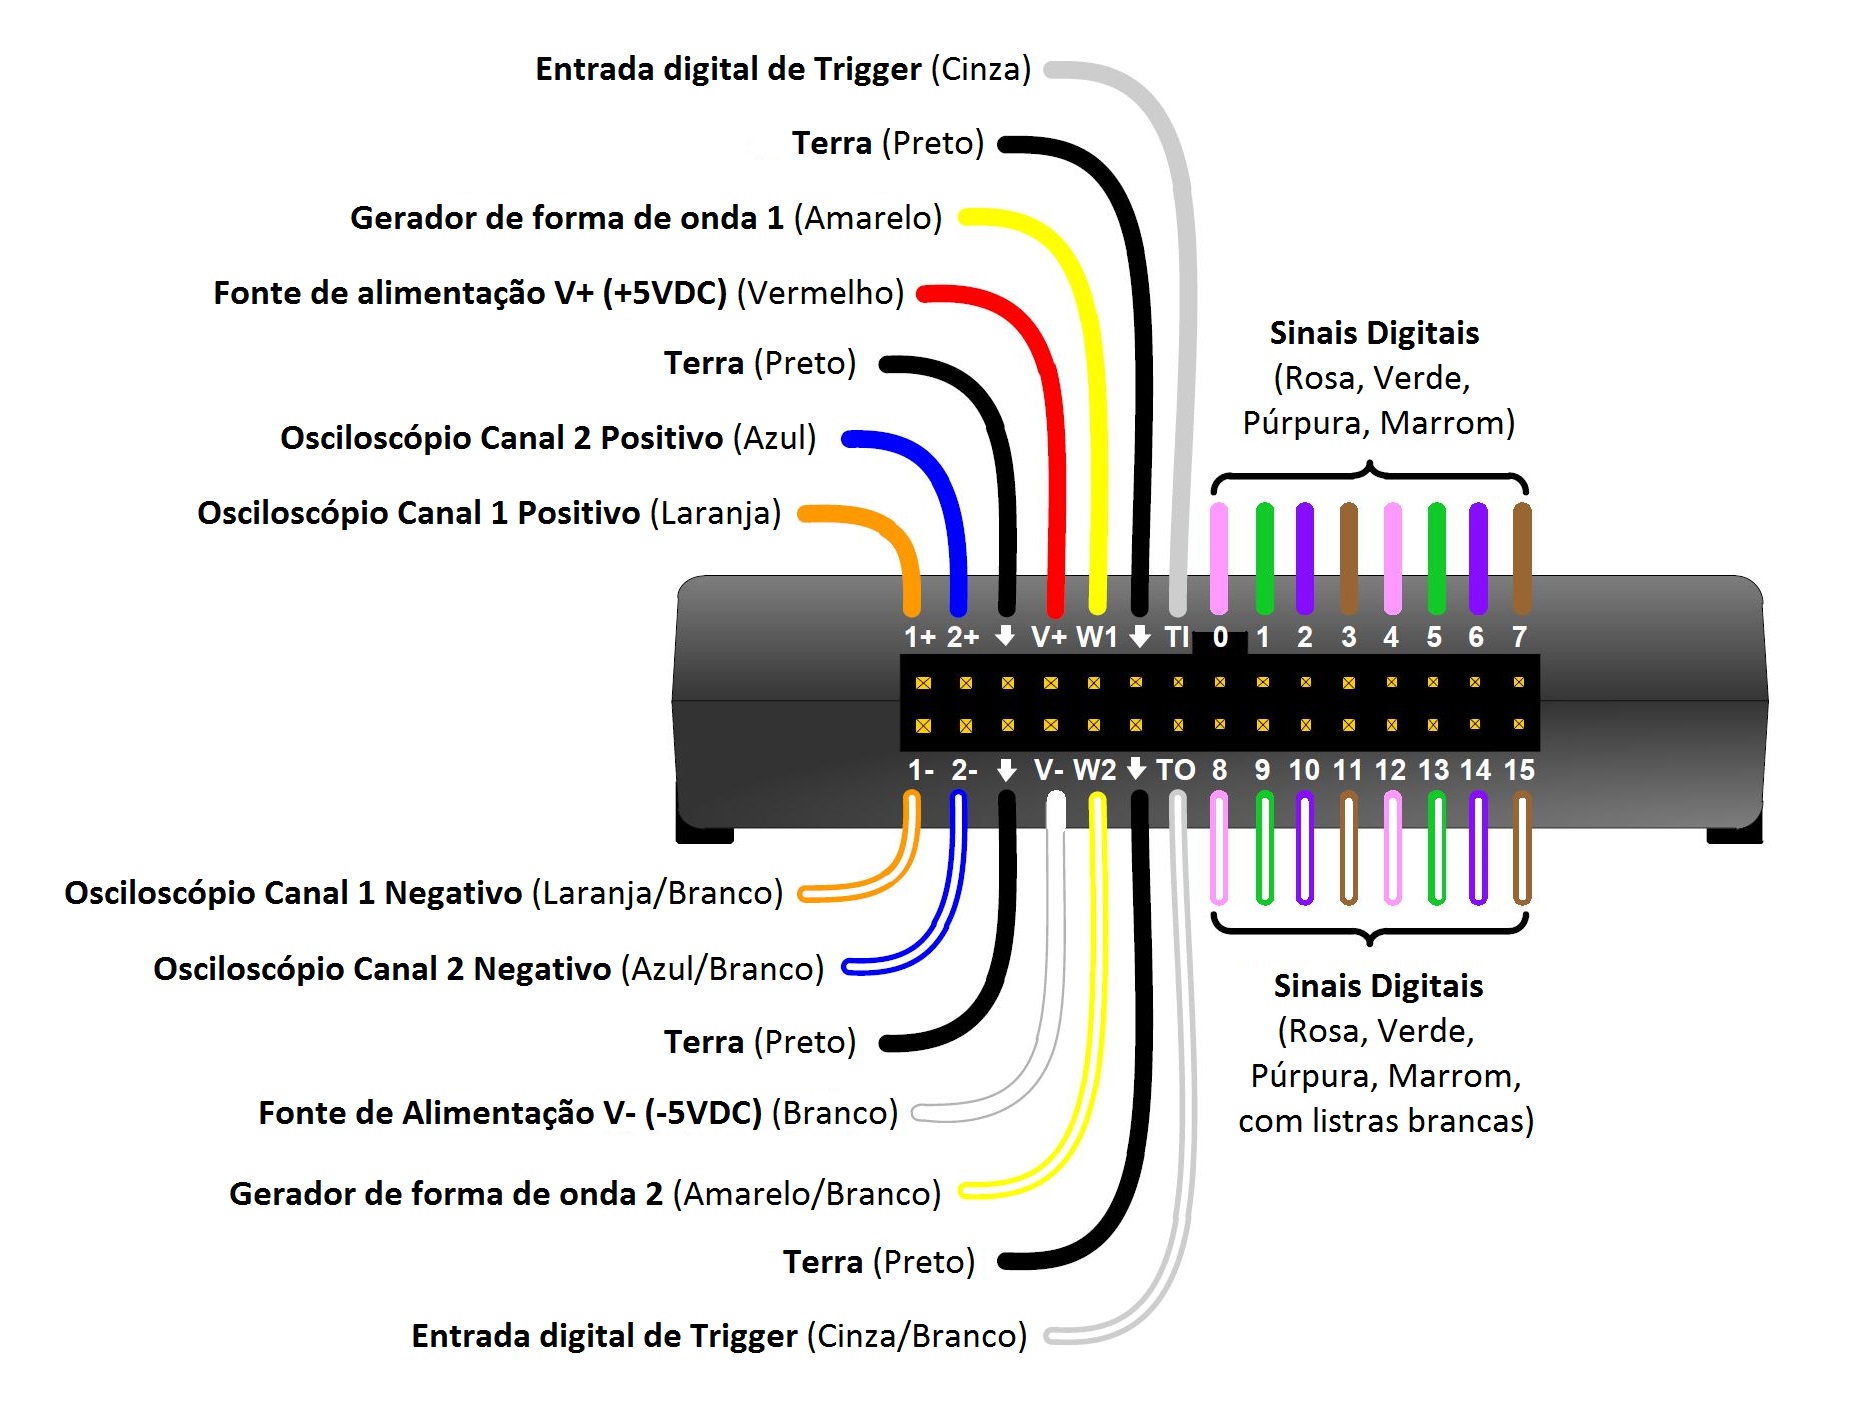 Entrada digital de Trigger (Cinza)
Terra (Preto)
Gerador de forma de onda 1 (Amarelo)
Fonte de alimentação V+ (+5VDC) (Vermelho)
Terra (Preto)
Osciloscópio Canal 2 Positivo (Azul)
Osciloscópio Canal 1 Positivo (Laranja)
Sinais Digitais
(Rosa, Verde,
Púrpura, Marrom)
1+ 2+ V+ W1 TI 0 1 2 3 4 5 6 7
1- 2- V- W2 TO 8 9 10 11 12 13 14 15
Osciloscópio Canal 1 Negativo (Laranja/Branco)
Osciloscópio Canal 2 Negativo (Azul/Branco)
Terra (Preto)
Fonte de Alimentação V- (-5VDC) (Branco)
Gerador de forma de onda 2 (Amarelo/Branco)
Terra (Preto)
Entrada digital de Trigger (Cinza/Branco)
Sinais Digitais
(Rosa, Verde,
Púrpura, Marrom,
com listras brancas)